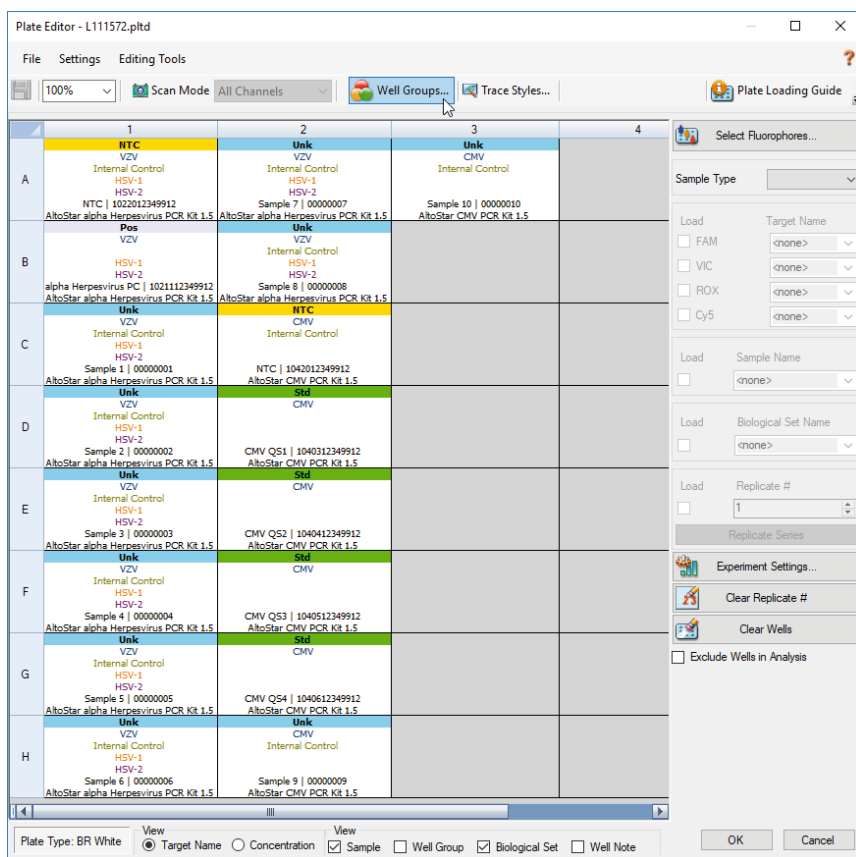 Plate Editor - L111572.pltd
File Settings Editing Tools
100% Scan Mode All Channels Well Groups... Trace Styles... Plate Loading Guide
1 2 3 4
A
NTC
VZV
Internal Control
HSV-1
HSV-2
NTC | 1022012349912
AltoStar alpha Herpesvirus PCR Kit 1.5
Unk
VZV
Internal Control
HSV-1
HSV-2
Sample 7 | 00000007
AltoStar alpha Herpesvirus PCR Kit 1.5
Unk
CMV
Internal Control
Sample 10 | 00000010
AltoStar CMV PCR Kit 1.5
B
Pos
VZV
HSV-1
HSV-2
alpha Herpesvirus PC | 1021112349912
AltoStar alpha Herpesvirus PCR Kit 1.5
Unk
VZV
Internal Control
HSV-1
HSV-2
Sample 8 | 00000008
AltoStar alpha Herpesvirus PCR Kit 1.5
C
Unk
VZV
Internal Control
HSV-1
HSV-2
Sample 1 | 00000001
AltoStar alpha Herpesvirus PCR Kit 1.5
NTC
CMV
Internal Control
NTC | 1042012349912
AltoStar CMV PCR Kit 1.5
D
Unk
VZV
Internal Control
HSV-1
HSV-2
Sample 2 | 00000002
AltoStar alpha Herpesvirus PCR Kit 1.5
Std
CMV
CMV QS1 | 1040312349912
AltoStar CMV PCR Kit 1.5
E
Unk
VZV
Internal Control
HSV-1
HSV-2
Sample 3 | 00000003
AltoStar alpha Herpesvirus PCR Kit 1.5
Std
CMV
CMV QS2 | 1040412349912
AltoStar CMV PCR Kit 1.5
F
Unk
VZV
Internal Control
HSV-1
HSV-2
Sample 4 | 00000004
AltoStar alpha Herpesvirus PCR Kit 1.5
Std
CMV
CMV QS3 | 1040512349912
AltoStar CMV PCR Kit 1.5
G
Unk
VZV
Internal Control
HSV-1
HSV-2
Sample 5 | 00000005
AltoStar alpha Herpesvirus PCR Kit 1.5
Std
CMV
CMV QS4 | 1040612349912
AltoStar CMV PCR Kit 1.5
H
Unk
VZV
Internal Control
HSV-1
HSV-2
Sample 6 | 00000006
AltoStar alpha Herpesvirus PCR Kit 1.5
Unk
CMV
Internal Control
Sample 9 | 00000009
AltoStar CMV PCR Kit 1.5
Select Fluorophores...
Sample Type
Load Target Name
FAM <none>
VIC <none>
ROX <none>
Cy5 <none>
Load Sample Name
<none>
Load Biological Set Name
<none>
Load Replicate #
1
Replicate Series
Experiment Settings...
Clear Replicate #
Clear Wells
Exclude Wells in Analysis
Plate Type: BR White
View
Target Name Concentration
View
Sample Well Group Biological Set Well Note
OK Cancel